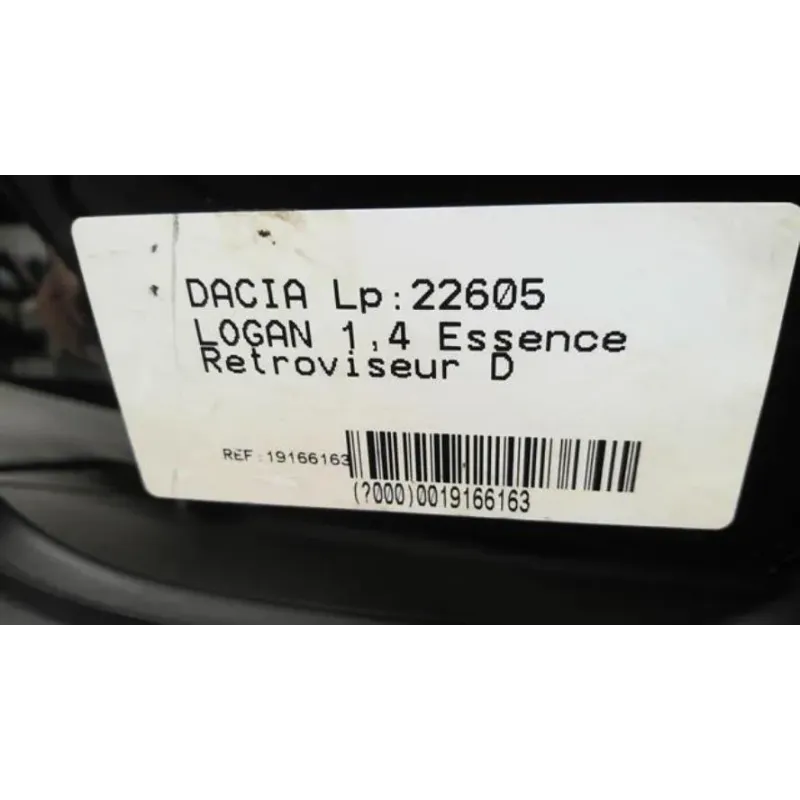 DACIA Lp:22605
LOGAN 1,4 Essence
Retroviseur D
REF:19166163
(?000)0019166163